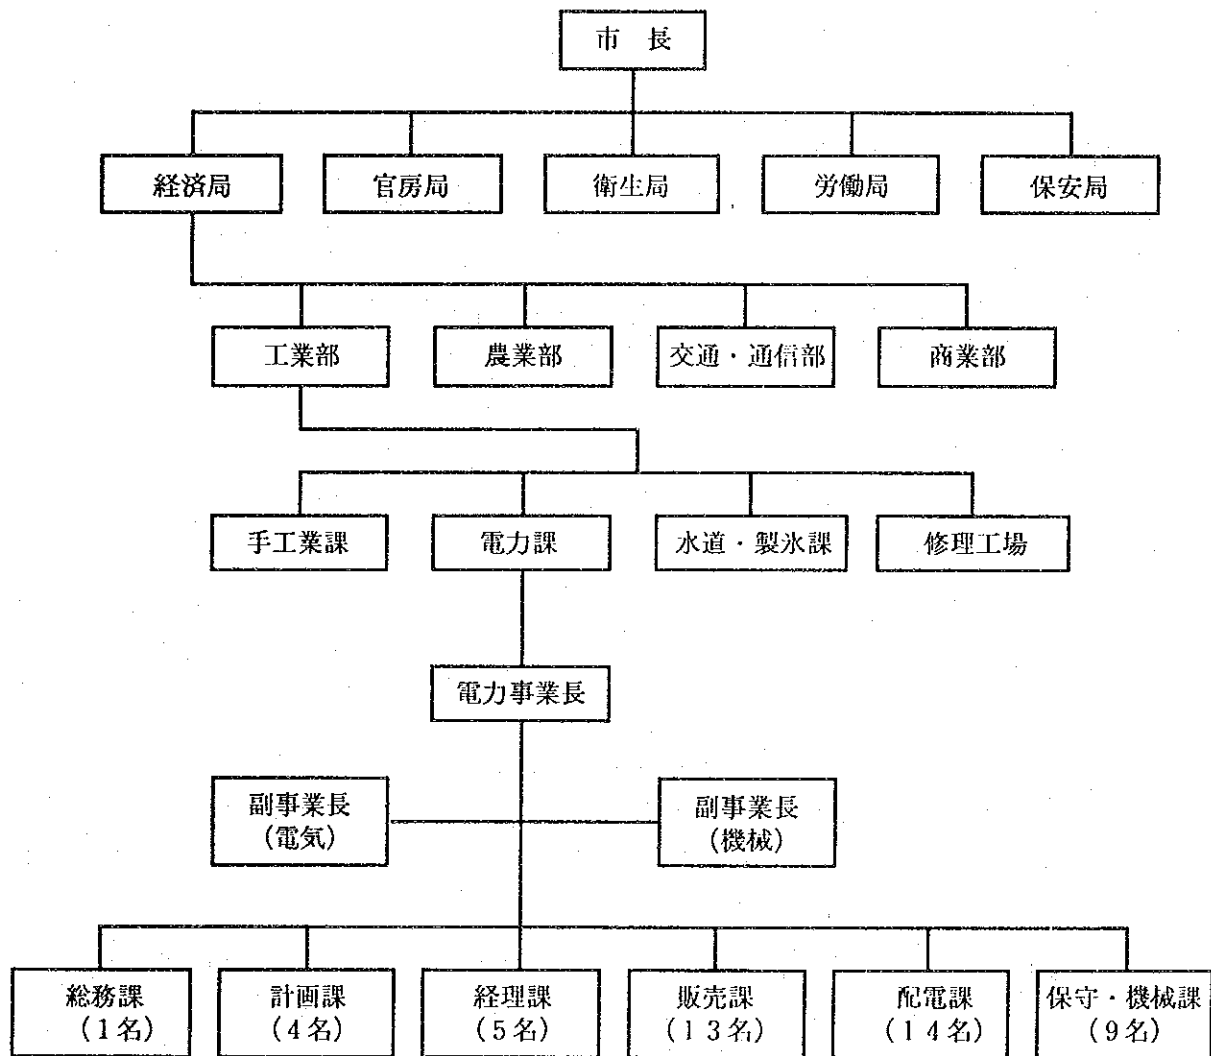 市　長
経済局
官房局
衛生局
労働局
保安局
工業部
農業部
交通・通信部
商業部
手工業課
電力課
水道・製氷課
修理工場
電力事業長
副事業長
（電気）
副事業長
（機械）
総務課
（1名）
計画課
（4名）
経理課
（5名）
販売課
（13名）
配電課
（14名）
保守・機械課
（9名）